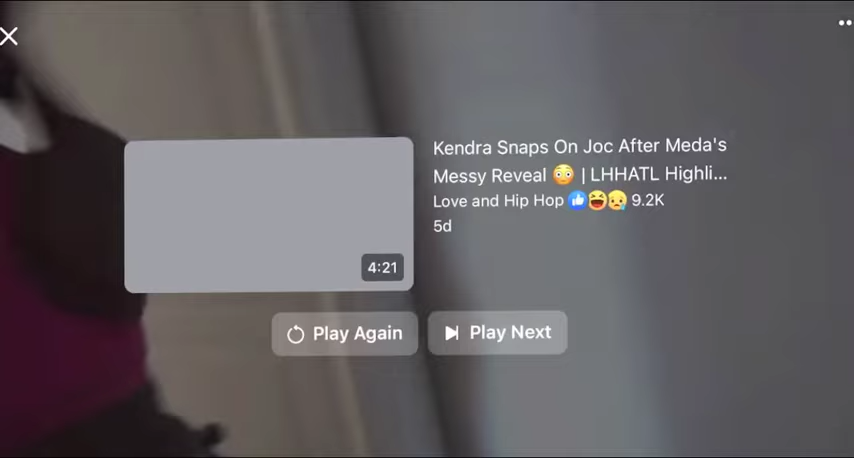 Kendra Snaps On Joc After Meda's
Messy Reveal 😳 | LHHATL Highli...
Love and Hip Hop 👍😆😥 9.2K
5d
4:21
Play Again
Play Next